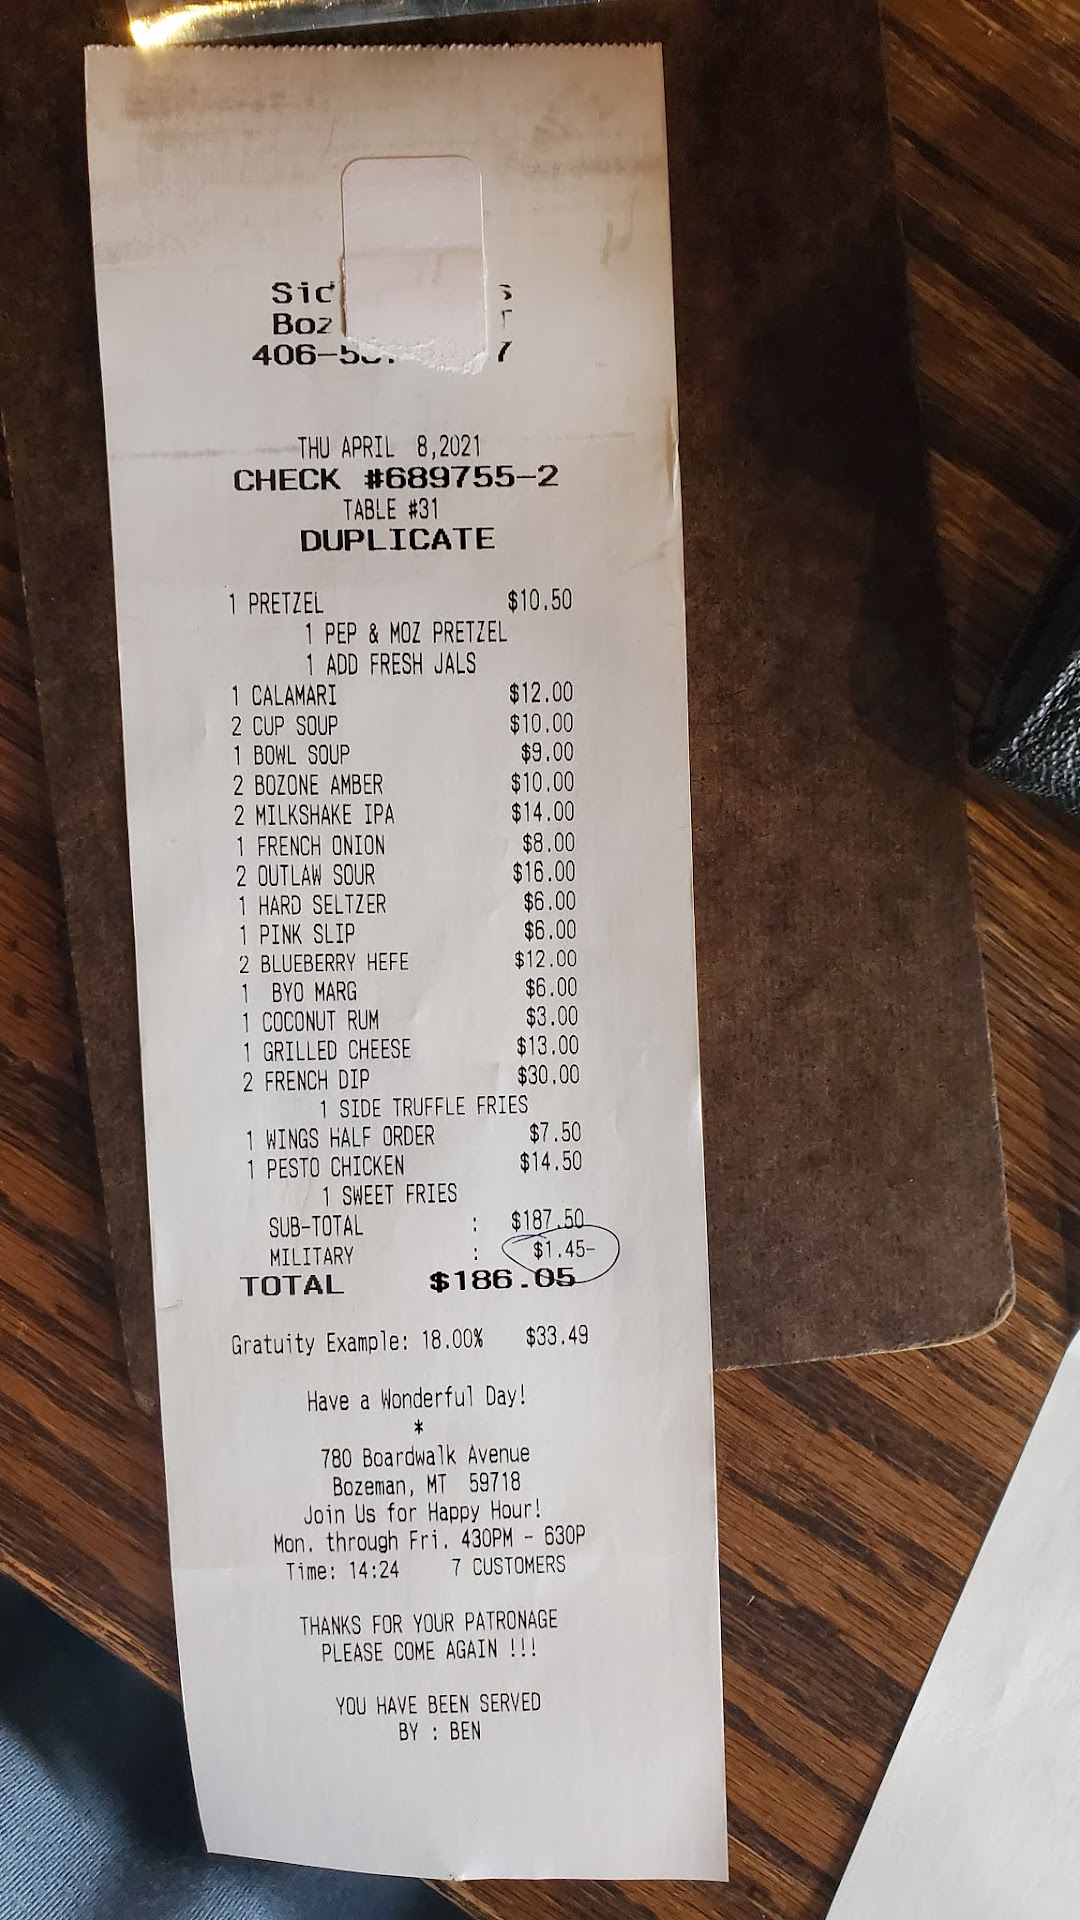 THU APRIL 8,2021
CHECK #689755-2
TABLE #31
DUPLICATE
1 PRETZEL $10.50
1 PEP & MOZ PRETZEL
1 ADD FRESH JALS
1 CALAMARI $12.00
2 CUP SOUP $10.00
1 BOWL SOUP $9.00
2 BOZONE AMBER $10.00
2 MILKSHAKE IPA $14.00
1 FRENCH ONION $8.00
2 OUTLAW SOUR $16.00
1 HARD SELTZER $6.00
1 PINK SLIP $6.00
2 BLUEBERRY HEFE $12.00
1 BYO MARG $6.00
1 COCONUT RUM $3.00
1 GRILLED CHEESE $13.00
2 FRENCH DIP $30.00
1 SIDE TRUFFLE FRIES
1 WINGS HALF ORDER $7.50
1 PESTO CHICKEN $14.50
1 SWEET FRIES
SUB-TOTAL : $187.50
MILITARY : $1.45-
TOTAL $186.05
Gratuity Example: 18.00% $33.49
Have a Wonderful Day!
*
780 Boardwalk Avenue
Bozeman, MT 59718
Join Us for Happy Hour!
Mon. through Fri. 430PM - 630P
Time: 14:24 7 CUSTOMERS
THANKS FOR YOUR PATRONAGE
PLEASE COME AGAIN !!!
YOU HAVE BEEN SERVED
BY : BEN